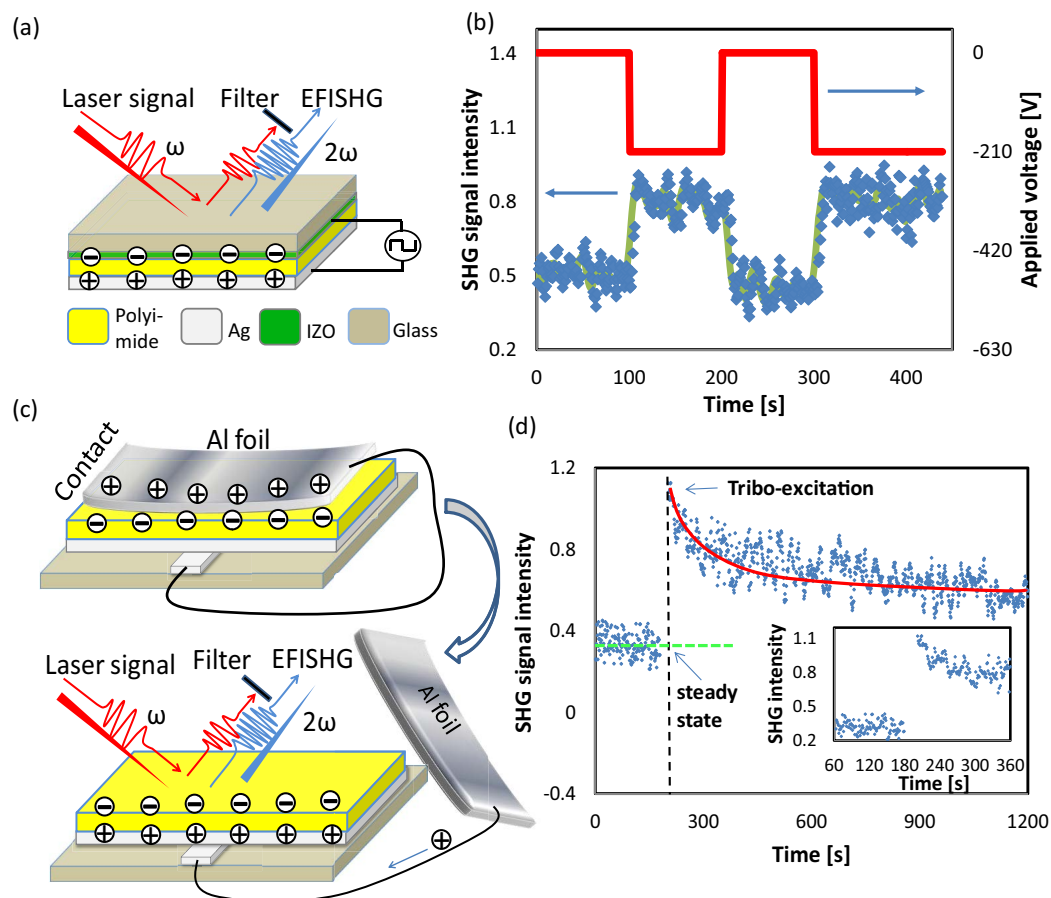 (a)
Laser signal
Filter
EFISHG
ω
2ω
Polyi-
mide
Ag
IZO
Glass
(b)
SHG signal intensity
1.4
1.1
0.8
0.5
0.2
0
-210
-420
-630
Applied voltage [V]
0
100
200
300
400
Time [s]
(c)
Contact
Al foil
Laser signal
Filter
EFISHG
ω
2ω
Al foil
(d)
SHG signal intensity
1.2
0.8
0.4
0
-0.4
Tribo-excitation
steady
state
SHG intensity
1.1
0.8
0.5
0.2
60 120 180 240 300 360
Time [s]
0
300
600
900
1200
Time [s]